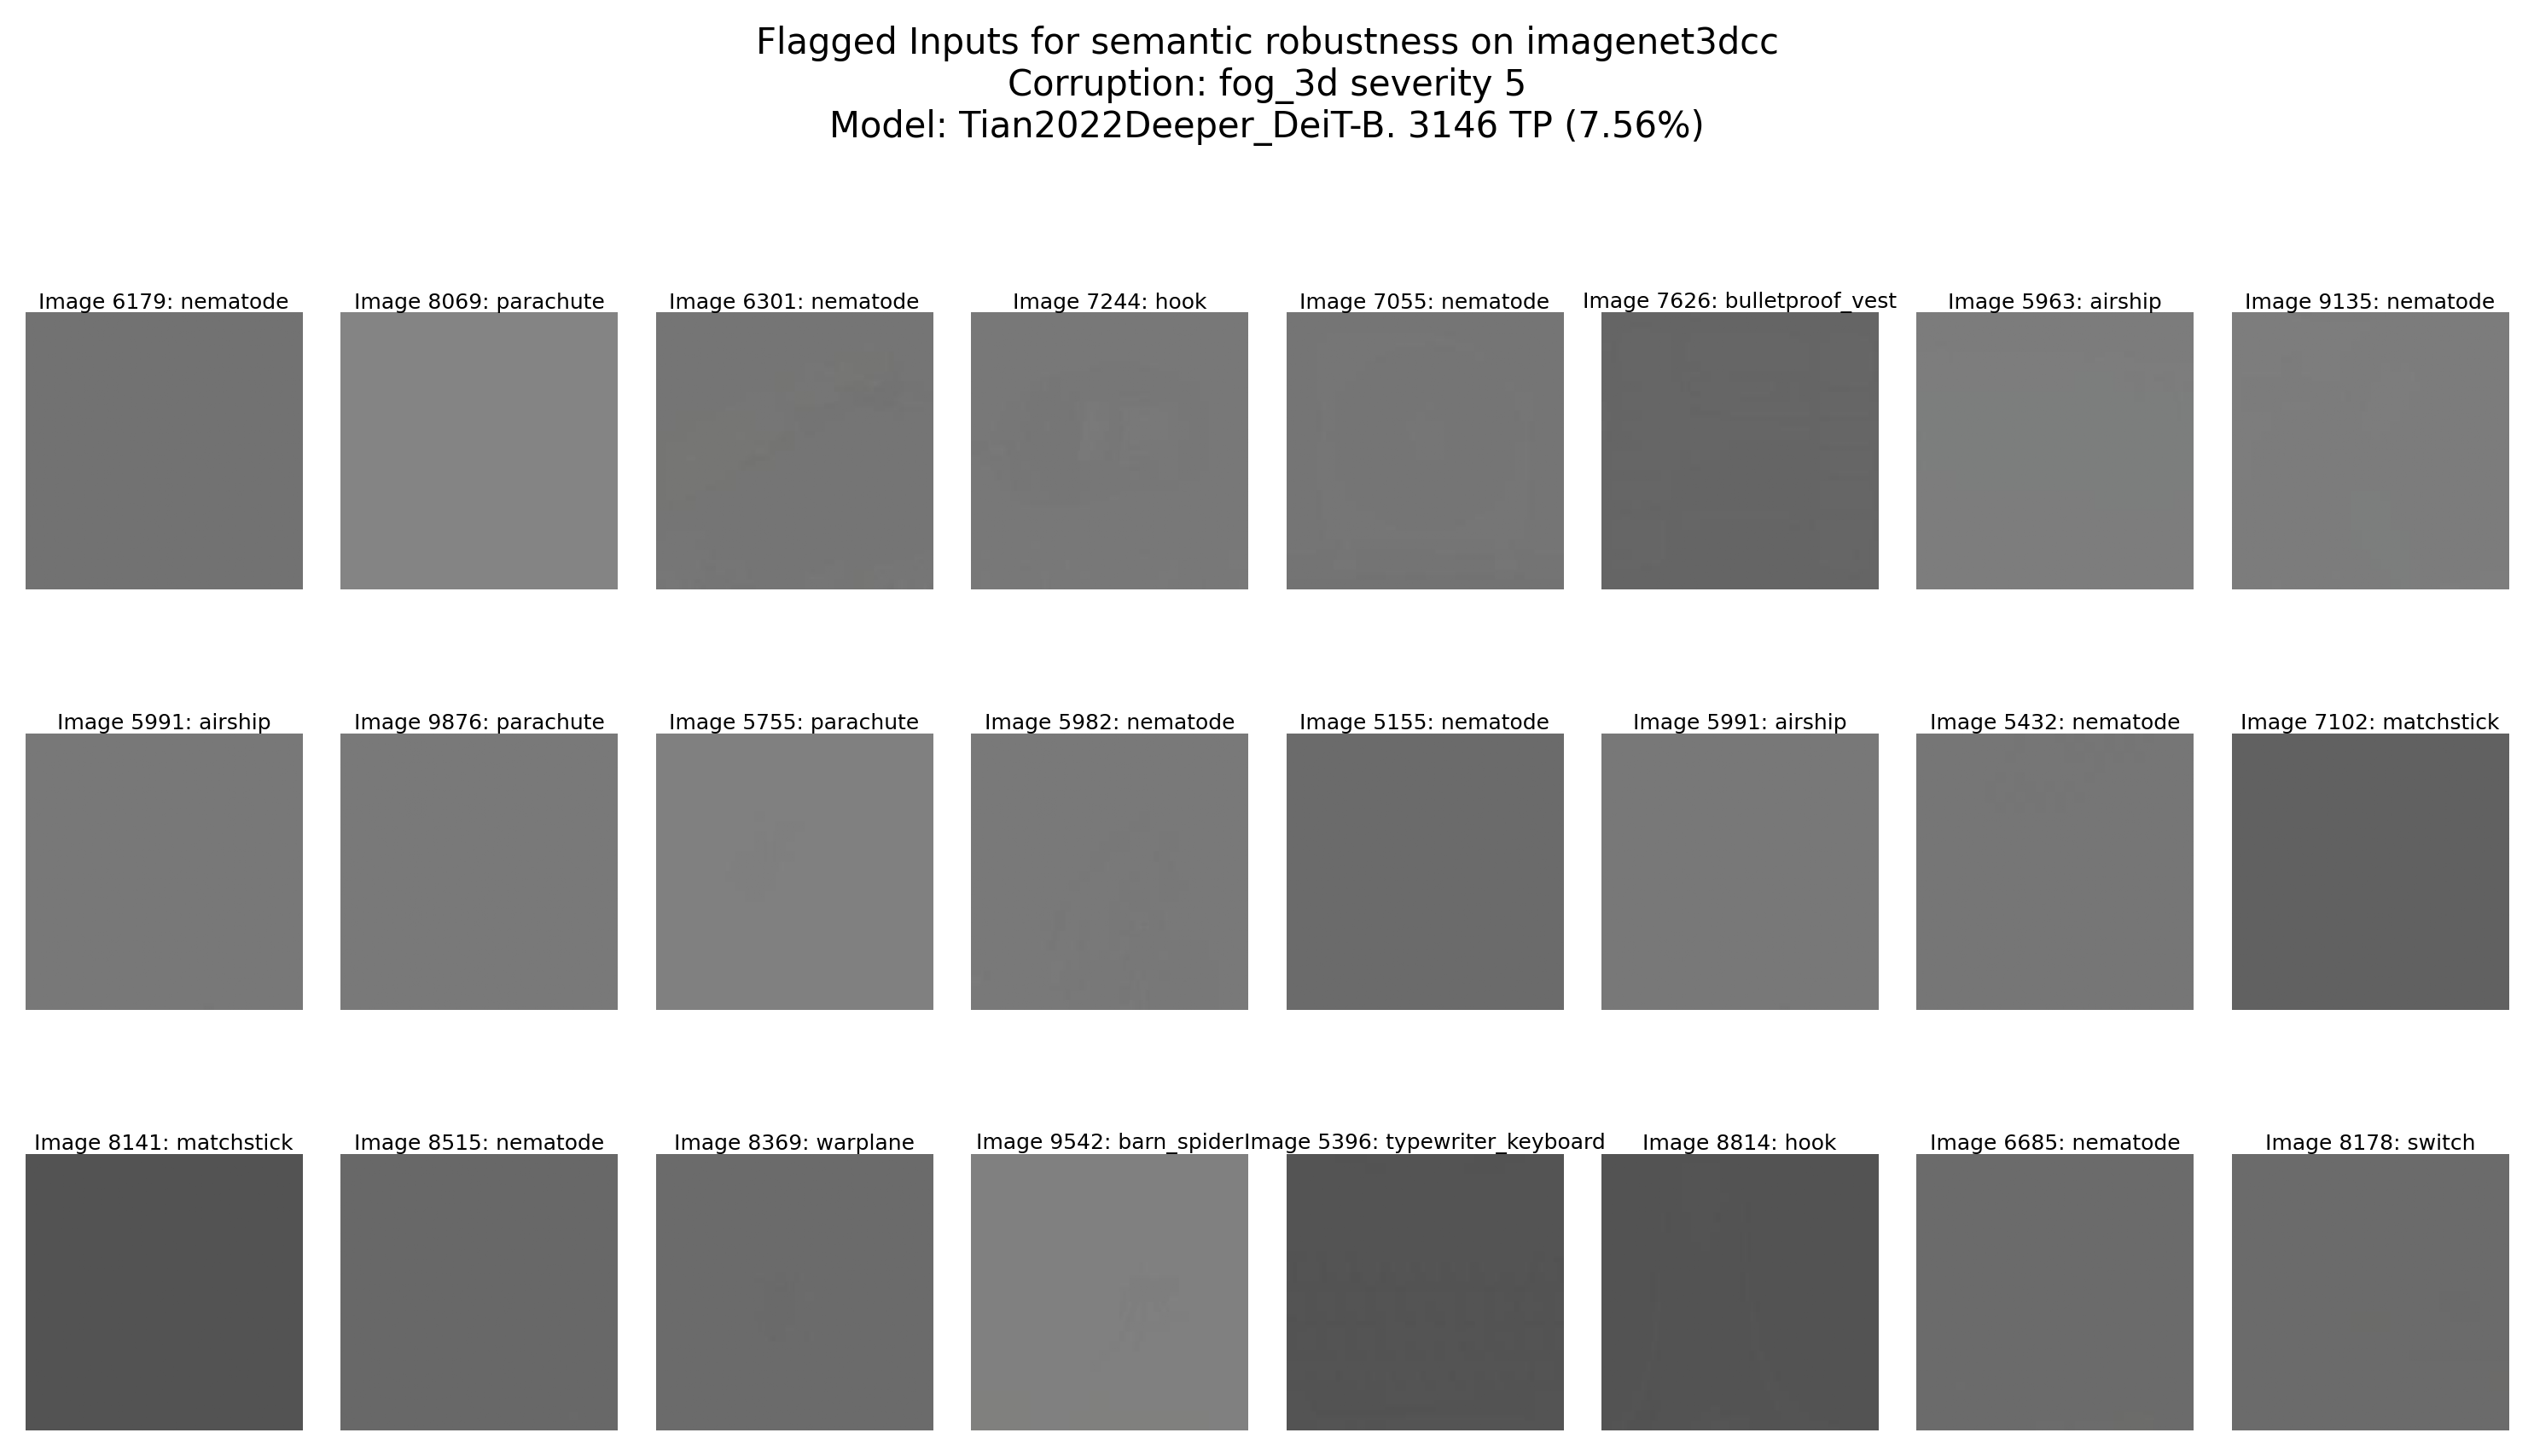 Flagged Inputs for semantic robustness on imagenet3dcc
Corruption: fog_3d severity 5
Model: Tian2022Deeper_DeiT-B. 3146 TP (7.56%)
Image 6179: nematode
Image 8069: parachute
Image 6301: nematode
Image 7244: hook
Image 7055: nematode
Image 7626: bulletproof_vest
Image 5963: airship
Image 9135: nematode
Image 5991: airship
Image 9876: parachute
Image 5755: parachute
Image 5982: nematode
Image 5155: nematode
Image 5991: airship
Image 5432: nematode
Image 7102: matchstick
Image 8141: matchstick
Image 8515: nematode
Image 8369: warplane
Image 9542: barn_spider
Image 5396: typewriter_keyboard
Image 8814: hook
Image 6685: nematode
Image 8178: switch